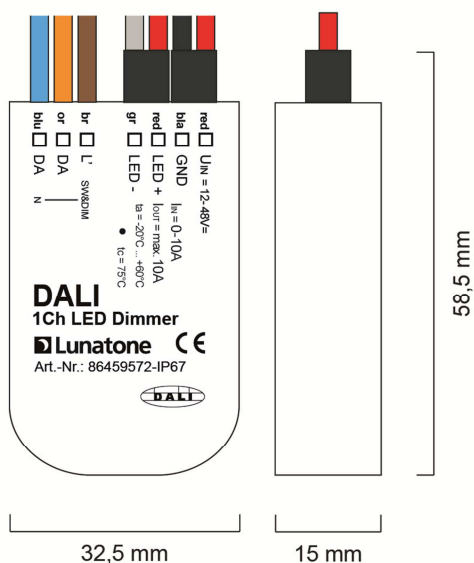 blu
or
br
gr
red
bla
red
DA
DA
L'
LED -
LED +
GND
UIN = 12-48V=
N
SW&DIM
IIN = 0-10A
IOUT = max. 10A
ta = -20°C ... +60°C
tc = 75°C
DALI
1Ch LED Dimmer
Lunatone CE
Art.-Nr.: 86459572-IP67
DALI
58,5 mm
32,5 mm
15 mm